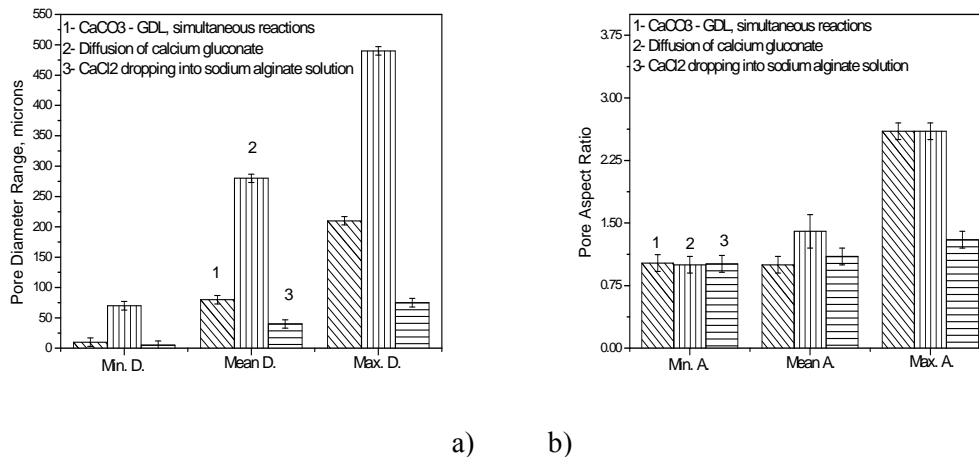 550
500
450
400
350
300
250
200
150
100
50
0
Pore Diameter Range, microns
1- CaCO3 - GDL, simultaneous reactions
2- Diffusion of calcium gluconate
3- CaCl2 dropping into sodium alginate solution
1
2
3
Min. D.
Mean D.
Max. D.
3.75
3.00
2.25
1.50
0.75
0.00
Pore Aspect Ratio
1- CaCO3 - GDL, simultaneous reactions
2- Diffusion of calcium gluconate
3- CaCl2 dropping into sodium alginate solution
1
2
3
Min. A.
Mean A.
Max. A.
a)
b)